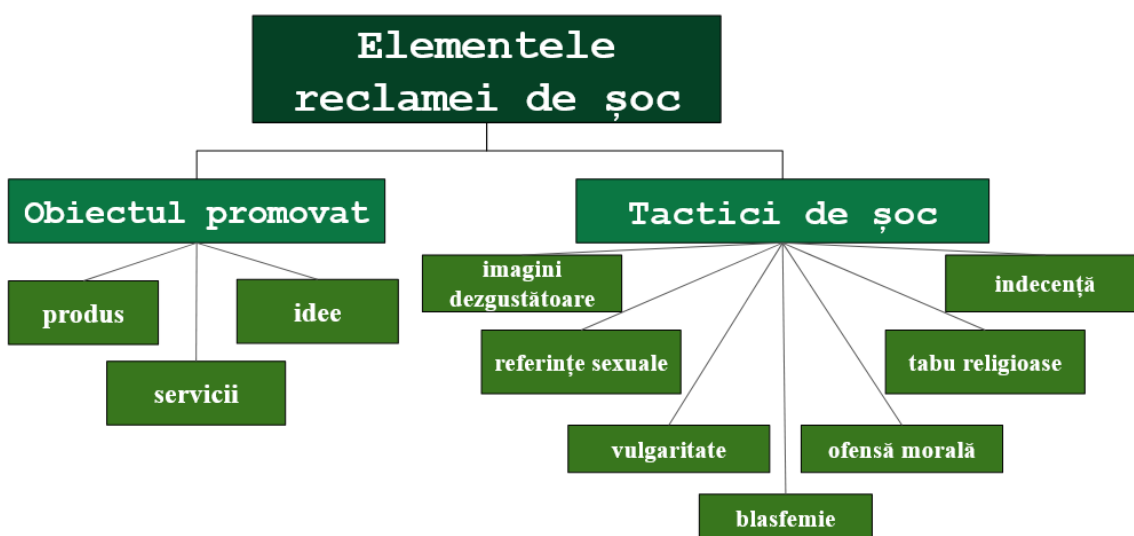 Elementele
reclamei de șoc
Obiectul promovat
Tactici de șoc
produs
servicii
idee
imagini
dezgustătoare
referințe sexuale
vulgaritate
blasfemie
ofensă morală
tabu religioase
indecență